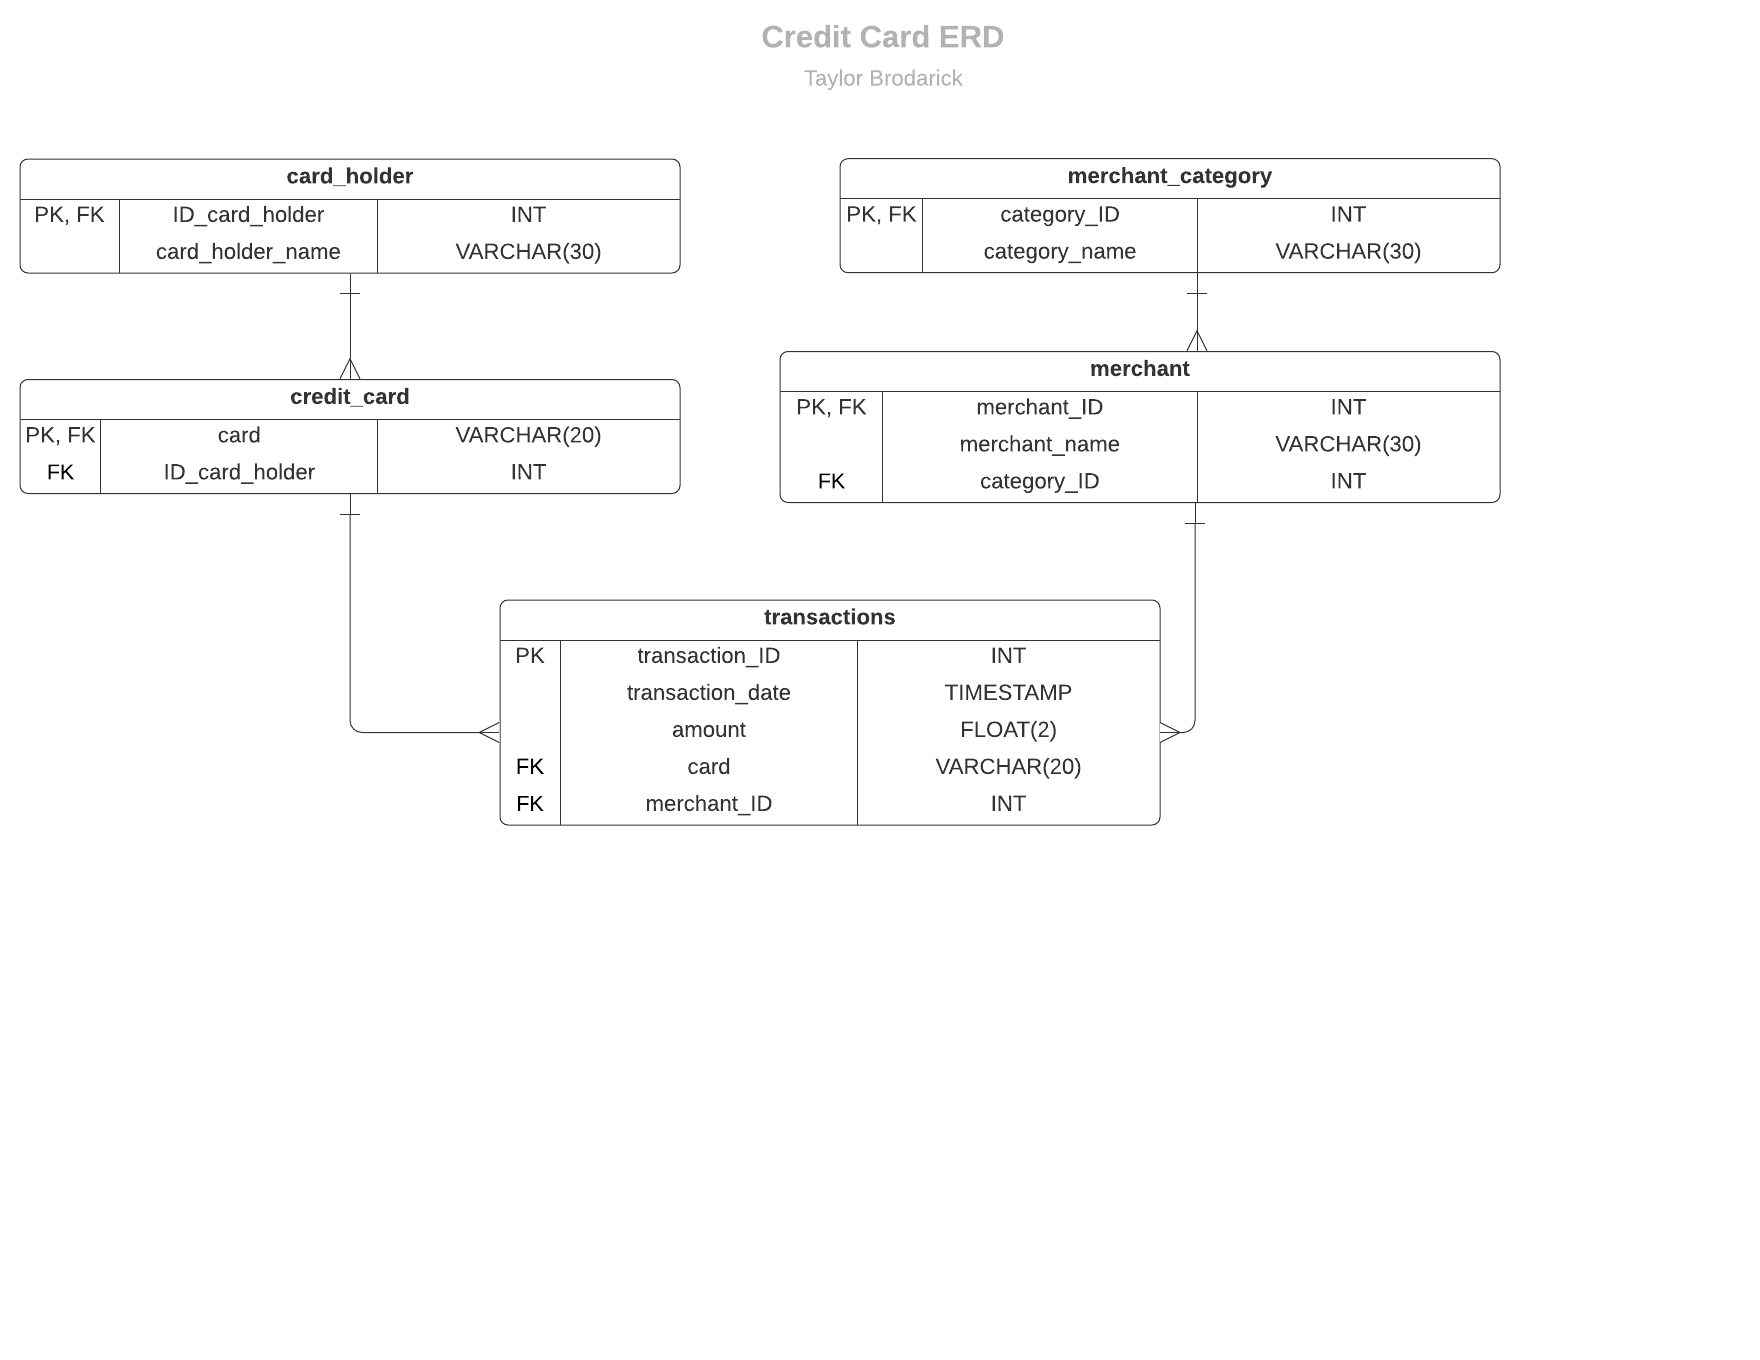 Credit Card ERD
Taylor Brodarick
card_holder
PK, FK ID_card_holder INT
card_holder_name VARCHAR(30)
merchant_category
PK, FK category_ID INT
category_name VARCHAR(30)
credit_card
PK, FK card VARCHAR(20)
FK ID_card_holder INT
merchant
PK, FK merchant_ID INT
merchant_name VARCHAR(30)
FK category_ID INT
transactions
PK transaction_ID INT
transaction_date TIMESTAMP
amount FLOAT(2)
FK card VARCHAR(20)
FK merchant_ID INT